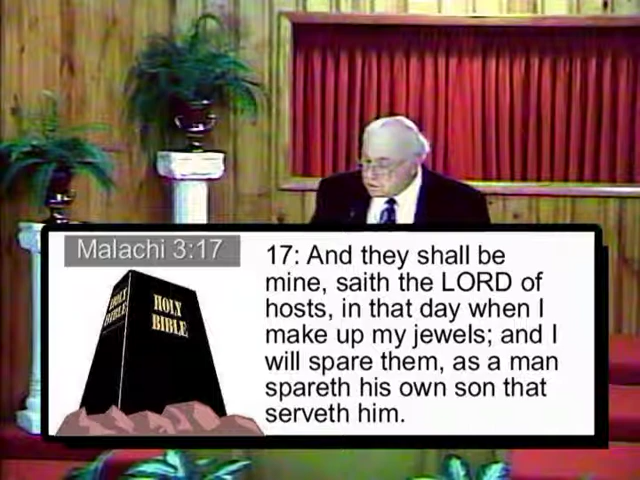 Malachi 3:17
HOLY
BIBLE
HOLY
BIBLE
17: And they shall be
mine, saith the LORD of
hosts, in that day when I
make up my jewels; and I
will spare them, as a man
spareth his own son that
serveth him.